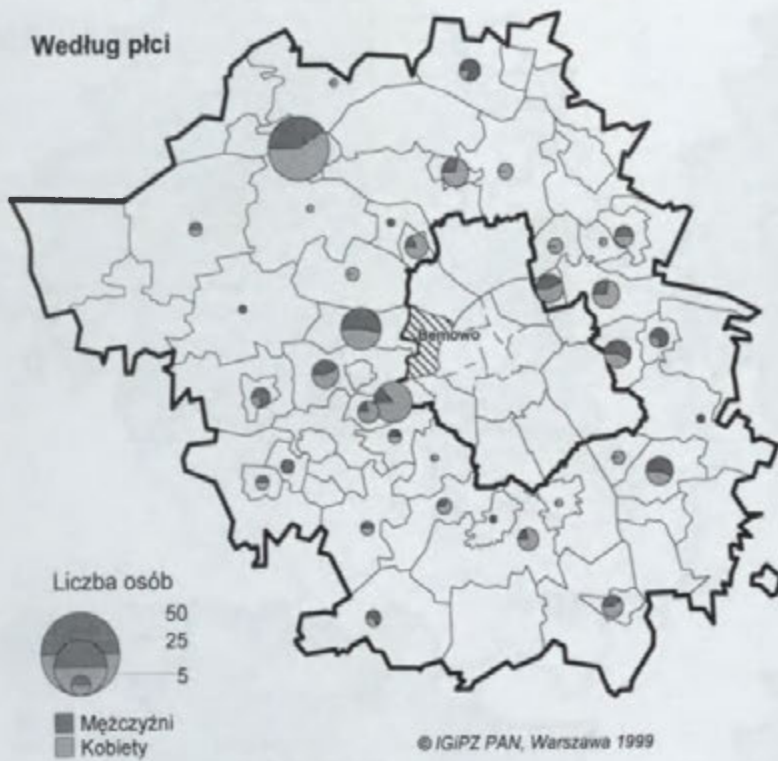 Według płci
Bemowo
Liczba osób
50
25
5
Mężczyźni
Kobiety
© IGiPZ PAN, Warszawa 1999